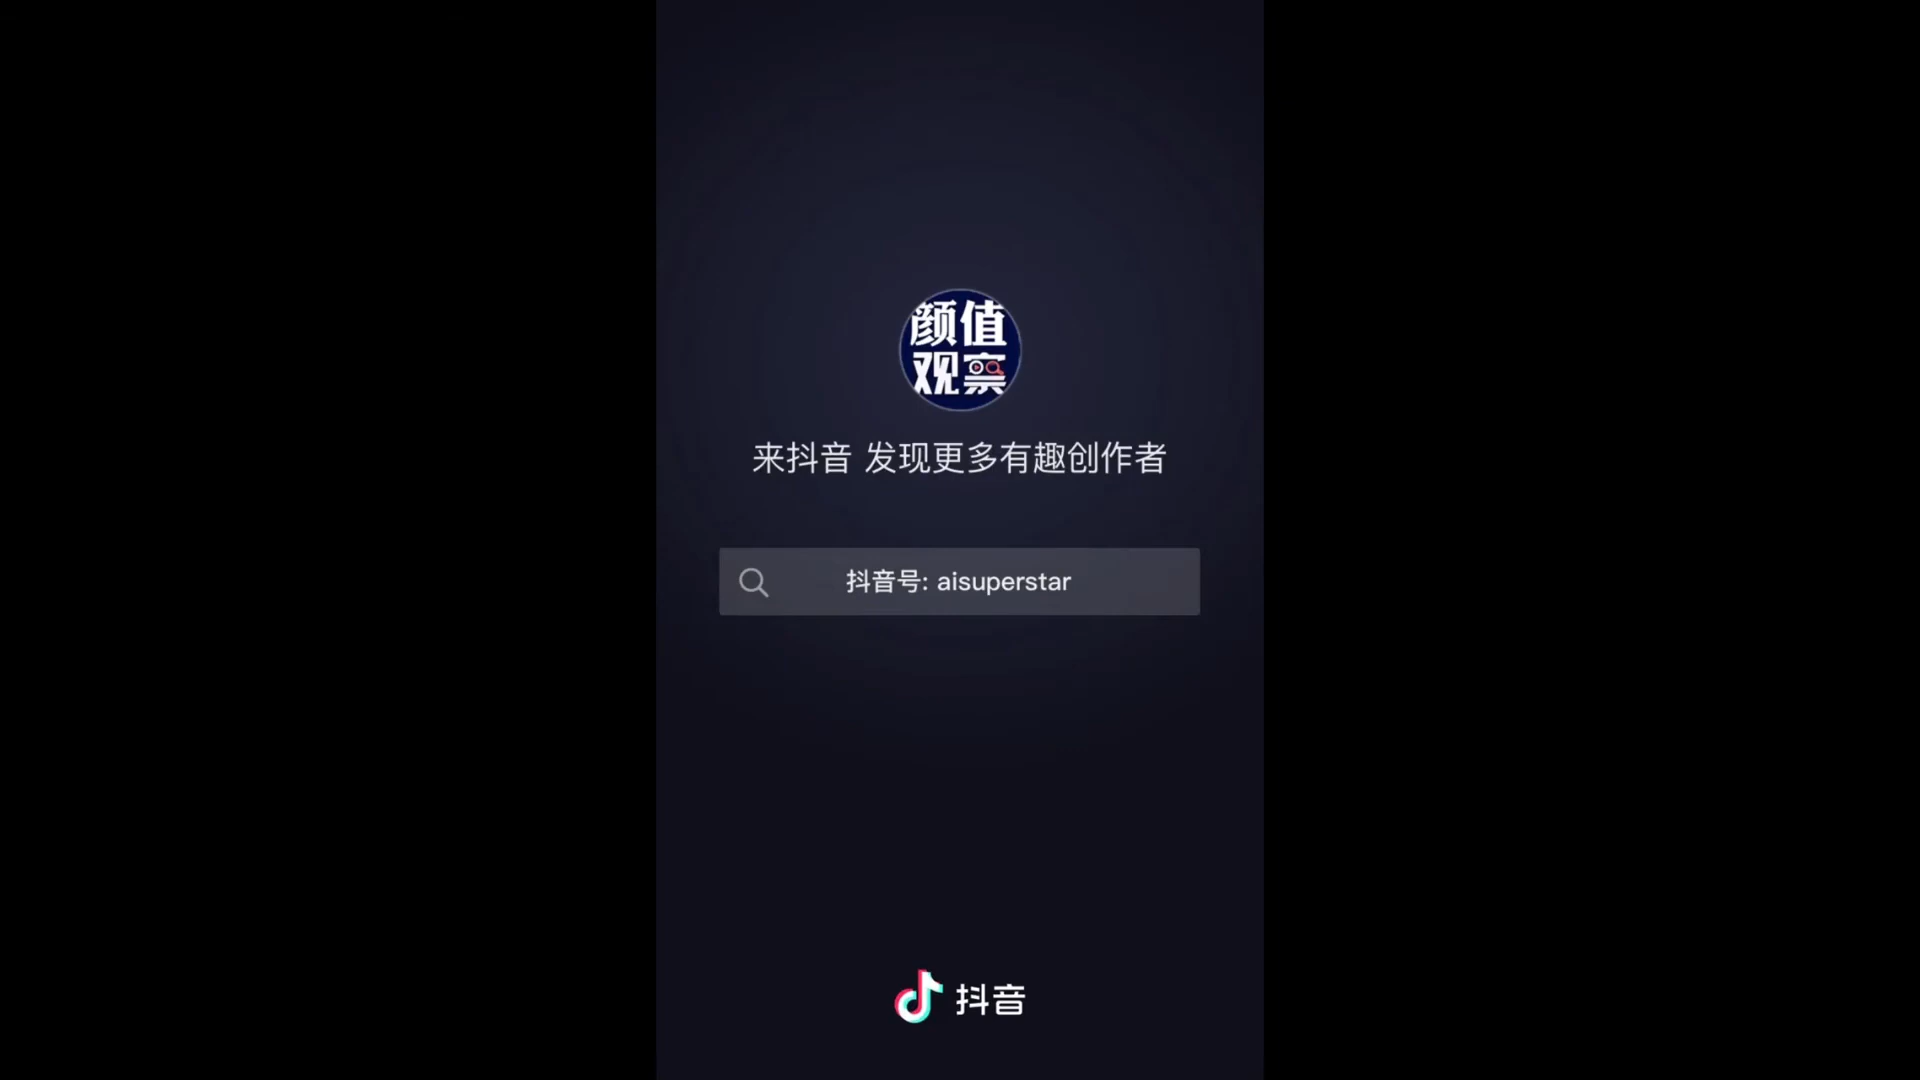 颜值
观察
来抖音 发现更多有趣创作者
抖音号: aisuperstar
抖音